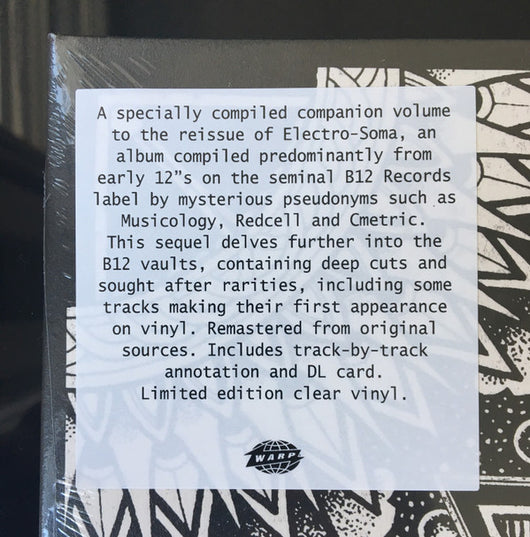 A specially compiled companion volume
to the reissue of Electro-Soma, an
album compiled predominantly from
early 12"s on the seminal B12 Records
label by mysterious pseudonyms such as
Musicology, Redcell and Cmetric.
This sequel delves further into the
B12 vaults, containing deep cuts and
sought after rarities, including some
tracks making their first appearance
on vinyl. Remastered from original
sources. Includes track-by-track
annotation and DL card.
Limited edition clear vinyl.
WARP